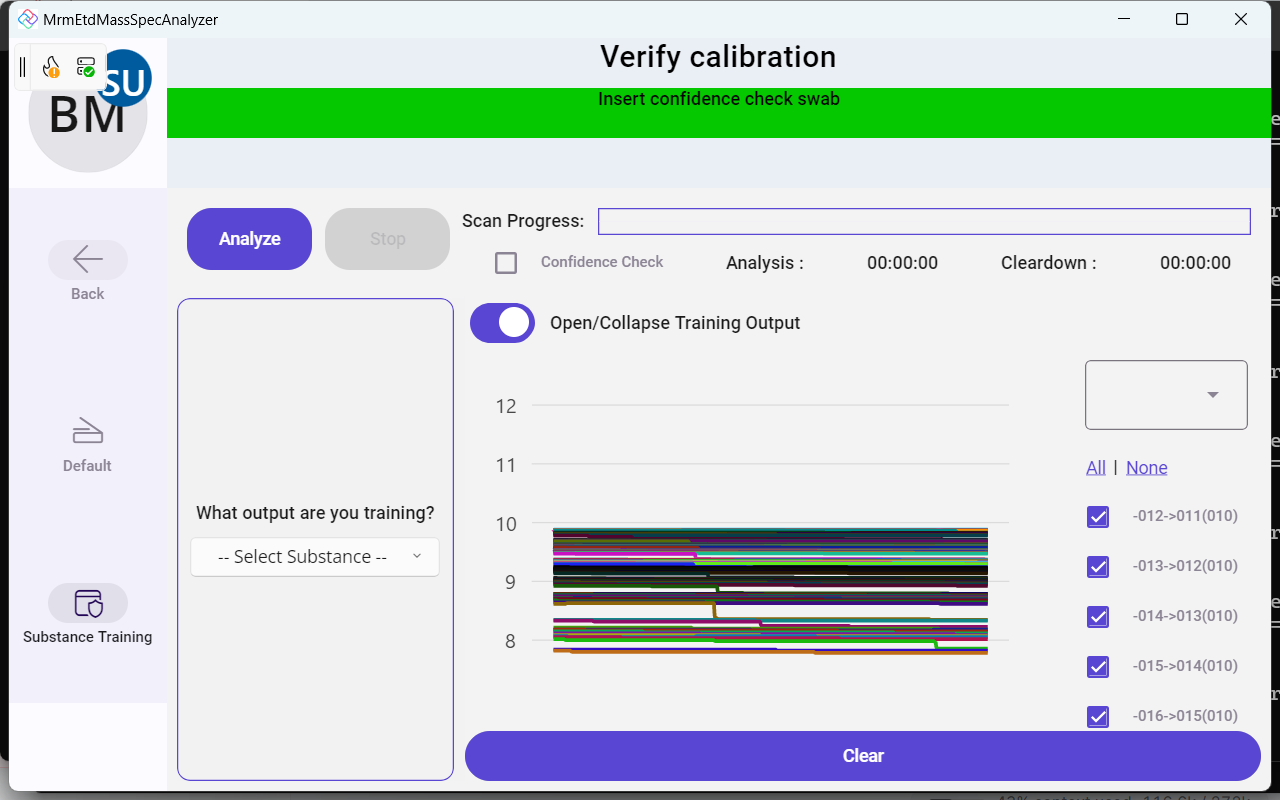 MrmEtdMassSpecAnalyzer
SU
BM
Verify calibration
Insert confidence check swab
Back
Default
Substance Training
Analyze
Stop
Scan Progress:
Confidence Check
Analysis :
00:00:00
Cleardown :
00:00:00
What output are you training?
-- Select Substance --
Open/Collapse Training Output
12
11
10
9
8
All | None
-012->011(010)
-013->012(010)
-014->013(010)
-015->014(010)
-016->015(010)
Clear